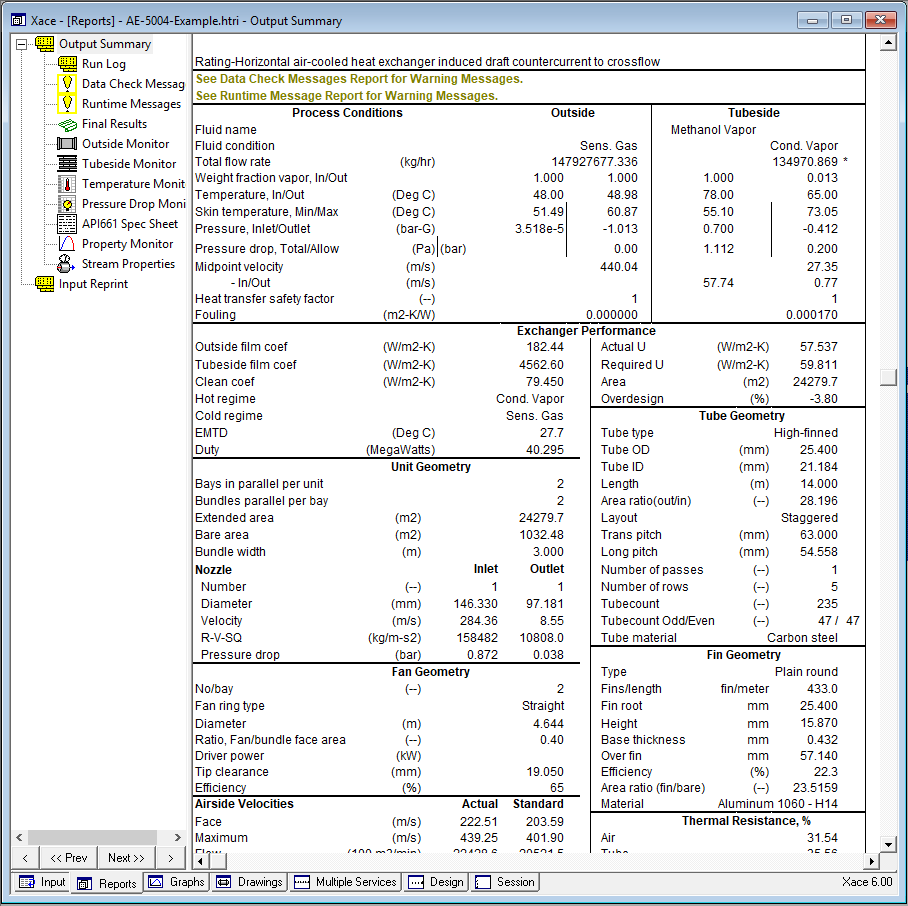 Xace - [Reports] - AE-5004-Example.htri - Output Summary
Output Summary
Run Log
Data Check Messag
Runtime Messages
Final Results
Outside Monitor
Tubeside Monitor
Temperature Monit
Pressure Drop Moni
API661 Spec Sheet
Property Monitor
Stream Properties
Input Reprint
Rating-Horizontal air-cooled heat exchanger induced draft countercurrent to crossflow
See Data Check Messages Report for Warning Messages.
See Runtime Message Report for Warning Messages.
Process Conditions Outside Tubeside
Fluid name Methanol Vapor
Fluid condition Sens. Gas Cond. Vapor
Total flow rate (kg/hr) 147927677.336 134970.869 *
Weight fraction vapor, In/Out 1.000 1.000 1.000 0.013
Temperature, In/Out (Deg C) 48.00 48.98 78.00 65.00
Skin temperature, Min/Max (Deg C) 51.49 60.87 55.10 73.05
Pressure, Inlet/Outlet (bar-G) 3.518e-5 -1.013 0.700 -0.412
Pressure drop, Total/Allow (Pa) (bar) 0.00 1.112 0.200
Midpoint velocity (m/s) 440.04 27.35
- In/Out (m/s) 57.74 0.77
Heat transfer safety factor (--) 1 1
Fouling (m2-K/W) 0.000000 0.000170
Exchanger Performance
Outside film coef (W/m2-K) 182.44 Actual U (W/m2-K) 57.537
Tubeside film coef (W/m2-K) 4562.60 Required U (W/m2-K) 59.811
Clean coef (W/m2-K) 79.450 Area (m2) 24279.7
Hot regime Cond. Vapor Overdesign (%) -3.80
Cold regime Sens. Gas Tube Geometry
EMTD (Deg C) 27.7 Tube type High-finned
Duty (MegaWatts) 40.295 Tube OD (mm) 25.400
Unit Geometry Tube ID (mm) 21.184
Bays in parallel per unit 2 Length (m) 14.000
Bundles parallel per bay 2 Area ratio(out/in) (--) 28.196
Extended area (m2) 24279.7 Layout Staggered
Bare area (m2) 1032.48 Trans pitch (mm) 63.000
Bundle width (m) 3.000 Long pitch (mm) 54.558
Nozzle Inlet Outlet Number of passes (--) 1
Number (--) 1 1 Number of rows (--) 5
Diameter (mm) 146.330 97.181 Tubecount (--) 235
Velocity (m/s) 284.36 8.55 Tubecount Odd/Even (--) 47 / 47
R-V-SQ (kg/m-s2) 158482 10808.0 Tube material Carbon steel
Pressure drop (bar) 0.872 0.038 Fin Geometry
Fan Geometry Type Plain round
No/bay (--) 2 Fins/length fin/meter 433.0
Fan ring type Straight Fin root mm 25.400
Diameter (m) 4.644 Height mm 15.870
Ratio, Fan/bundle face area (--) 0.40 Base thickness mm 0.432
Driver power (kW) Over fin mm 57.140
Tip clearance (mm) 19.050 Efficiency (%) 22.3
Efficiency (%) 65 Area ratio (fin/bare) (--) 23.5159
Airside Velocities Actual Standard Material Aluminum 1060 - H14
Face (m/s) 222.51 203.59 Thermal Resistance, %
Maximum (m/s) 439.25 401.90 Air 31.54
< << Prev Next >> >
Input Reports Graphs Drawings Multiple Services Design Session Xace 6.00